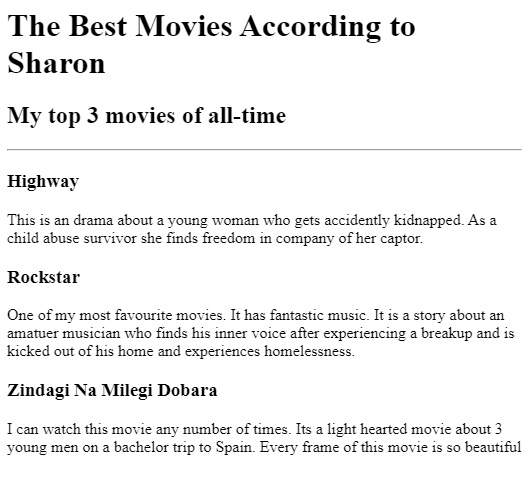 The Best Movies According to
Sharon
My top 3 movies of all-time
Highway
This is an drama about a young woman who gets accidently kidnapped. As a
child abuse survivor she finds freedom in company of her captor.
Rockstar
One of my most favourite movies. It has fantastic music. It is a story about an
amatuer musician who finds his inner voice after experiencing a breakup and is
kicked out of his home and experiences homelessness.
Zindagi Na Milegi Dobara
I can watch this movie any number of times. Its a light hearted movie about 3
young men on a bachelor trip to Spain. Every frame of this movie is so beautiful